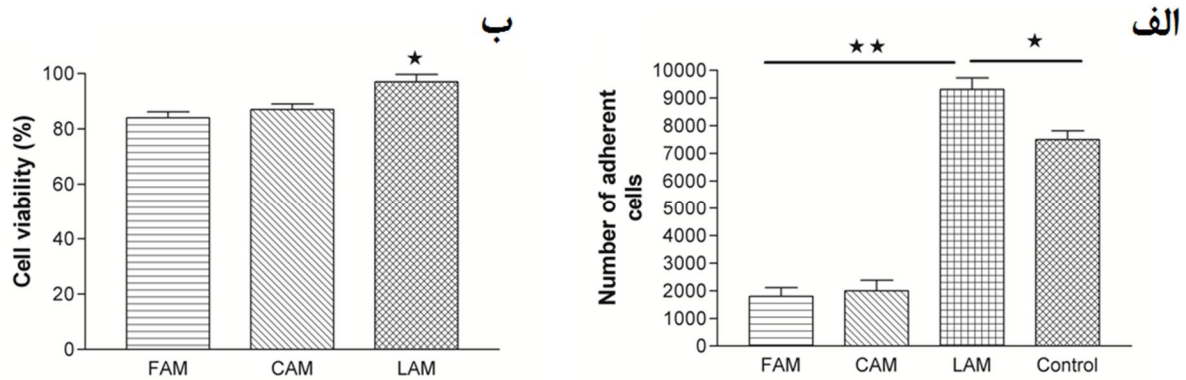 الف
★★ ★
Number of adherent
cells
10000
9000
8000
7000
6000
5000
4000
3000
2000
1000
0
FAM CAM LAM Control
ب
★
Cell viability (%)
100
80
60
40
20
0
FAM CAM LAM